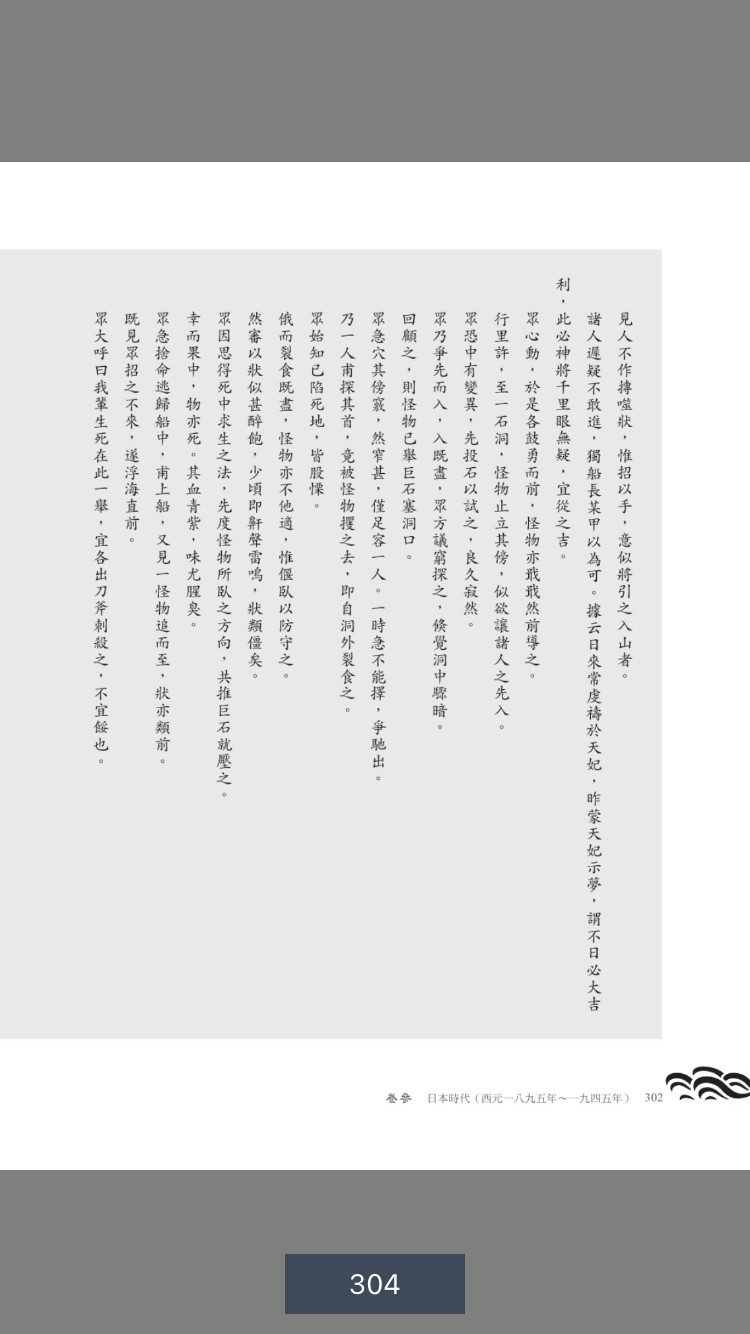 見人不作摶噬狀，惟招以手，意似將引之入山者。
諸人遲疑不敢進，獨船長某甲以為可。據云日來常虔禱於天妃，昨蒙天妃示夢，謂不日必大吉
利，此必神將千里眼無疑，宜從之吉。
眾心動，於是各鼓勇而前，怪物亦戢戢然前導之。
行里許，至一石洞，怪物止立其傍，似欲讓諸人之先入。
眾恐中有變異，先投石以試之，良久寂然。
眾乃爭先而入，入既盡，眾方議窮探之，倏覺洞中驟暗。
回顧之，則怪物已舉巨石塞洞口。
眾急穴其傍竅，然窄甚，僅足容一人。一時急不能擇，爭馳出。
乃一人甫探其首，竟被怪物攫之去，即自洞外裂食之。
眾始知已陷死地，皆股慄。
俄而裂食既盡，怪物亦不他適，惟偃臥以防守之。
然審以狀似甚醉飽，少頃即鼾聲雷鳴，狀類僵矣。
眾因思得死中求生之法，先度怪物所臥之方向，共推巨石就壓之。
幸而果中，物亦死。其血青紫，味尤腥臭。
眾急捨命逃歸船中，甫上船，又見一怪物追而至，狀亦類前。
既見眾招之不來，遂浮海直前。
眾大呼曰我輩生死在此一舉，宜各出刀斧刺殺之，不宜餒也。
卷參 日本時代（西元一八九五年～一九四五年） 302
304